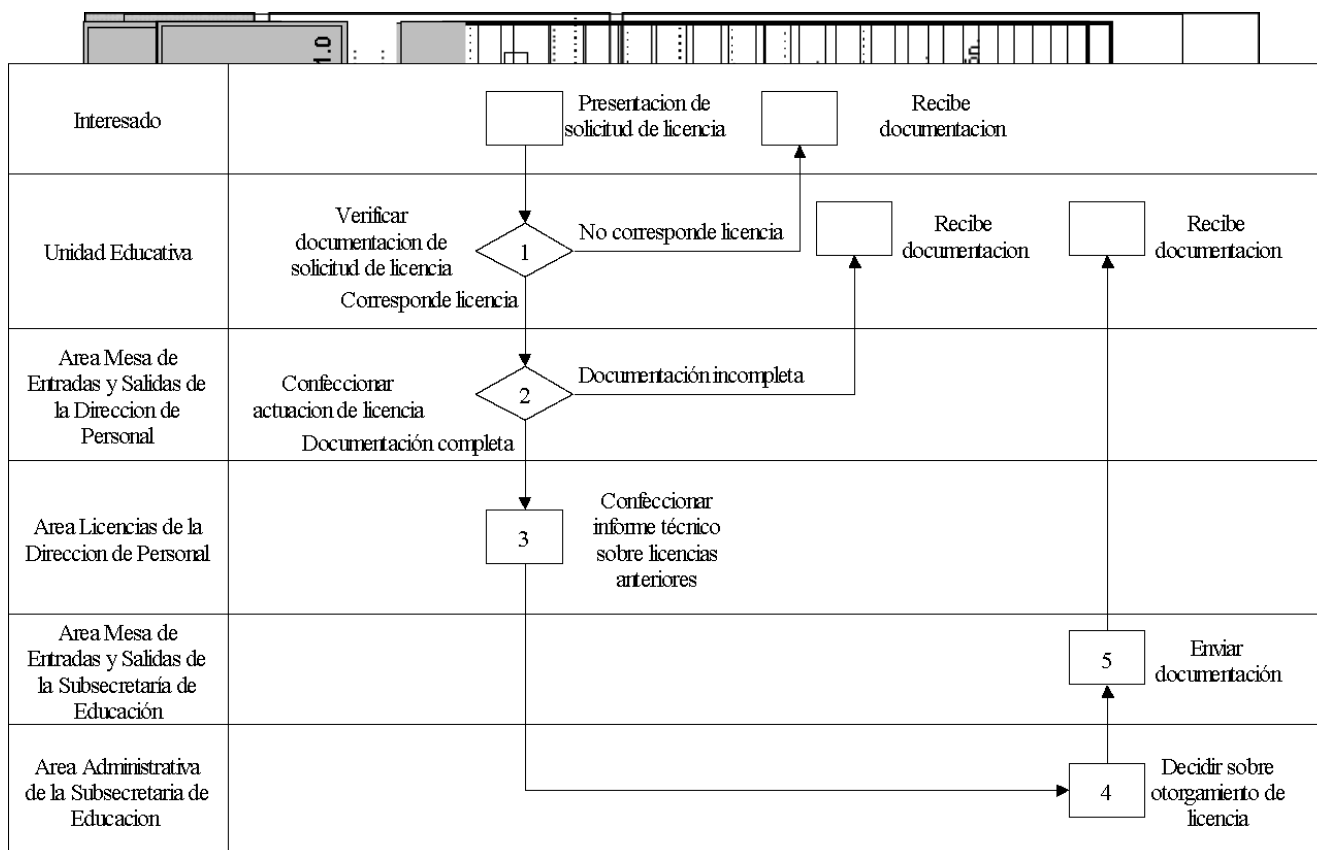 1.0
ón.
Interesado
Presentacion de
solicitud de licencia
Recibe
documentacion
Unidad Educativa
Verificar
documentacion de
solicitud de licencia
1
No corresponde licencia
Corresponde licencia
Recibe
documentacion
Recibe
documentacion
Area Mesa de
Entradas y Salidas de
la Direccion de
Personal
Confeccionar
actuacion de licencia
2
Documentación incompleta
Documentación completa
Area Licencias de la
Direccion de Personal
3
Confeccionar
informe técnico
sobre licencias
anteriores
Area Mesa de
Entradas y Salidas de
la Subsecretaría de
Educación
5
Enviar
documentación
Area Administrativa
de la Subsecretaria de
Educacion
4
Decidir sobre
otorgamiento de
licencia